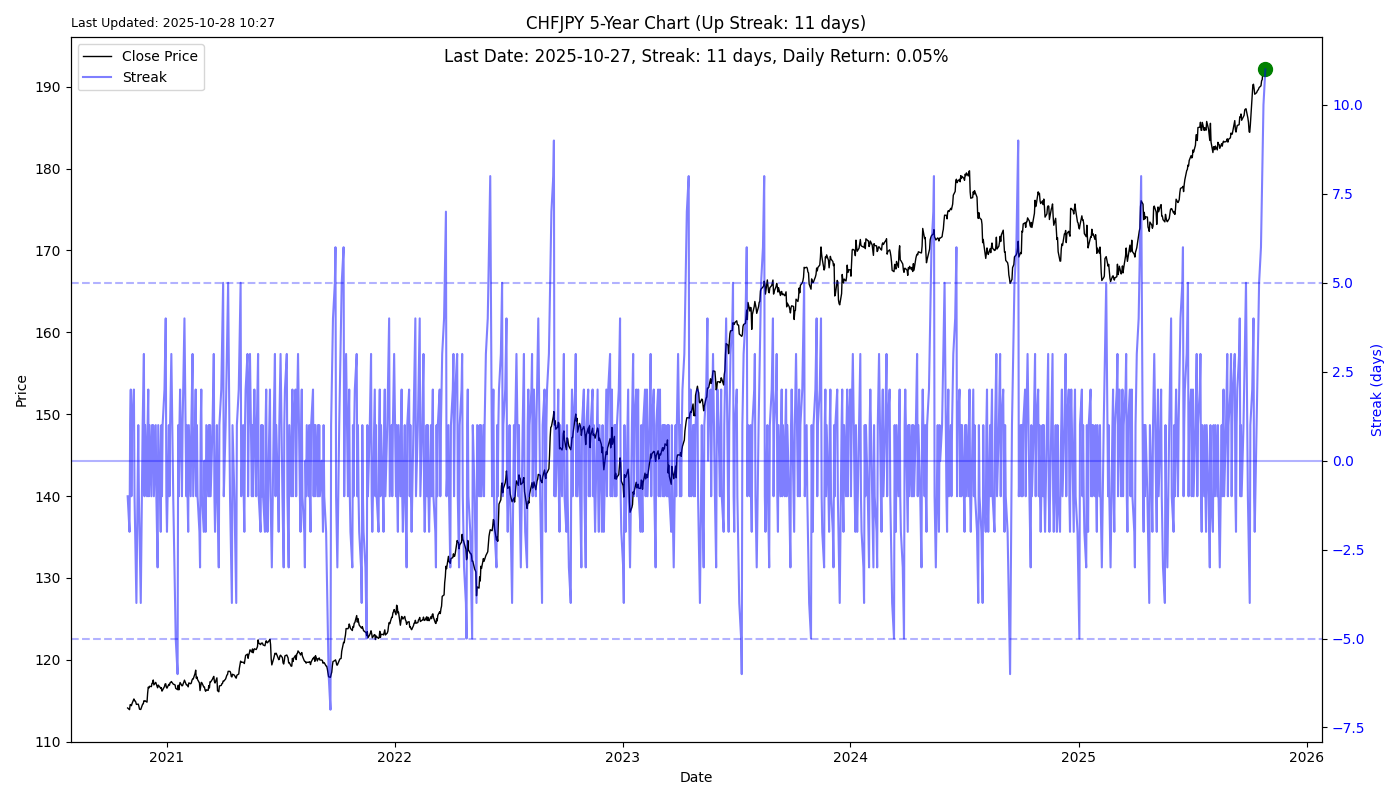 Last Updated: 2025-10-28 10:27
CHFJPY 5-Year Chart (Up Streak: 11 days)
Last Date: 2025-10-27, Streak: 11 days, Daily Return: 0.05%
Close Price
Streak
Price
190
180
170
160
150
140
130
120
110
10.0
7.5
5.0
2.5
0.0
−2.5
−5.0
−7.5
Streak (days)
2021
2022
2023
2024
2025
2026
Date